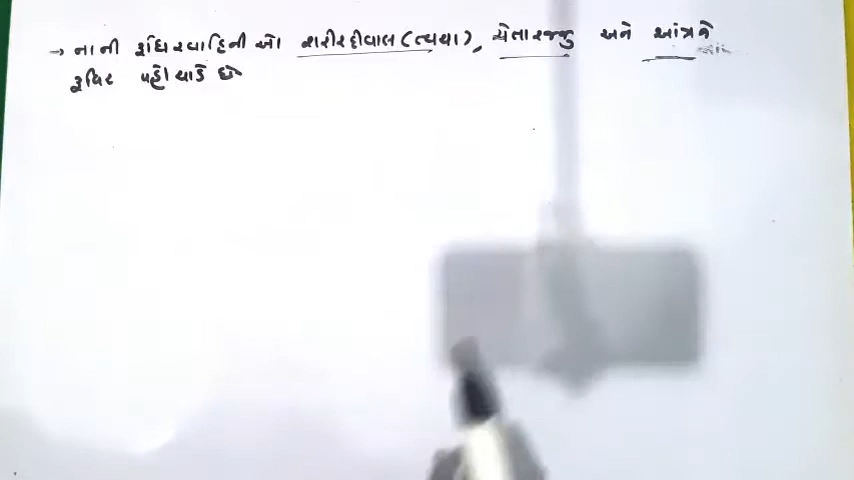 → નાની રૂધિરવાહિનીઓ શરીરદીવાલ (ત્વચા), ચેતારજ્જુ અને આંત્રને
રૂધિર પહોચાડે છે